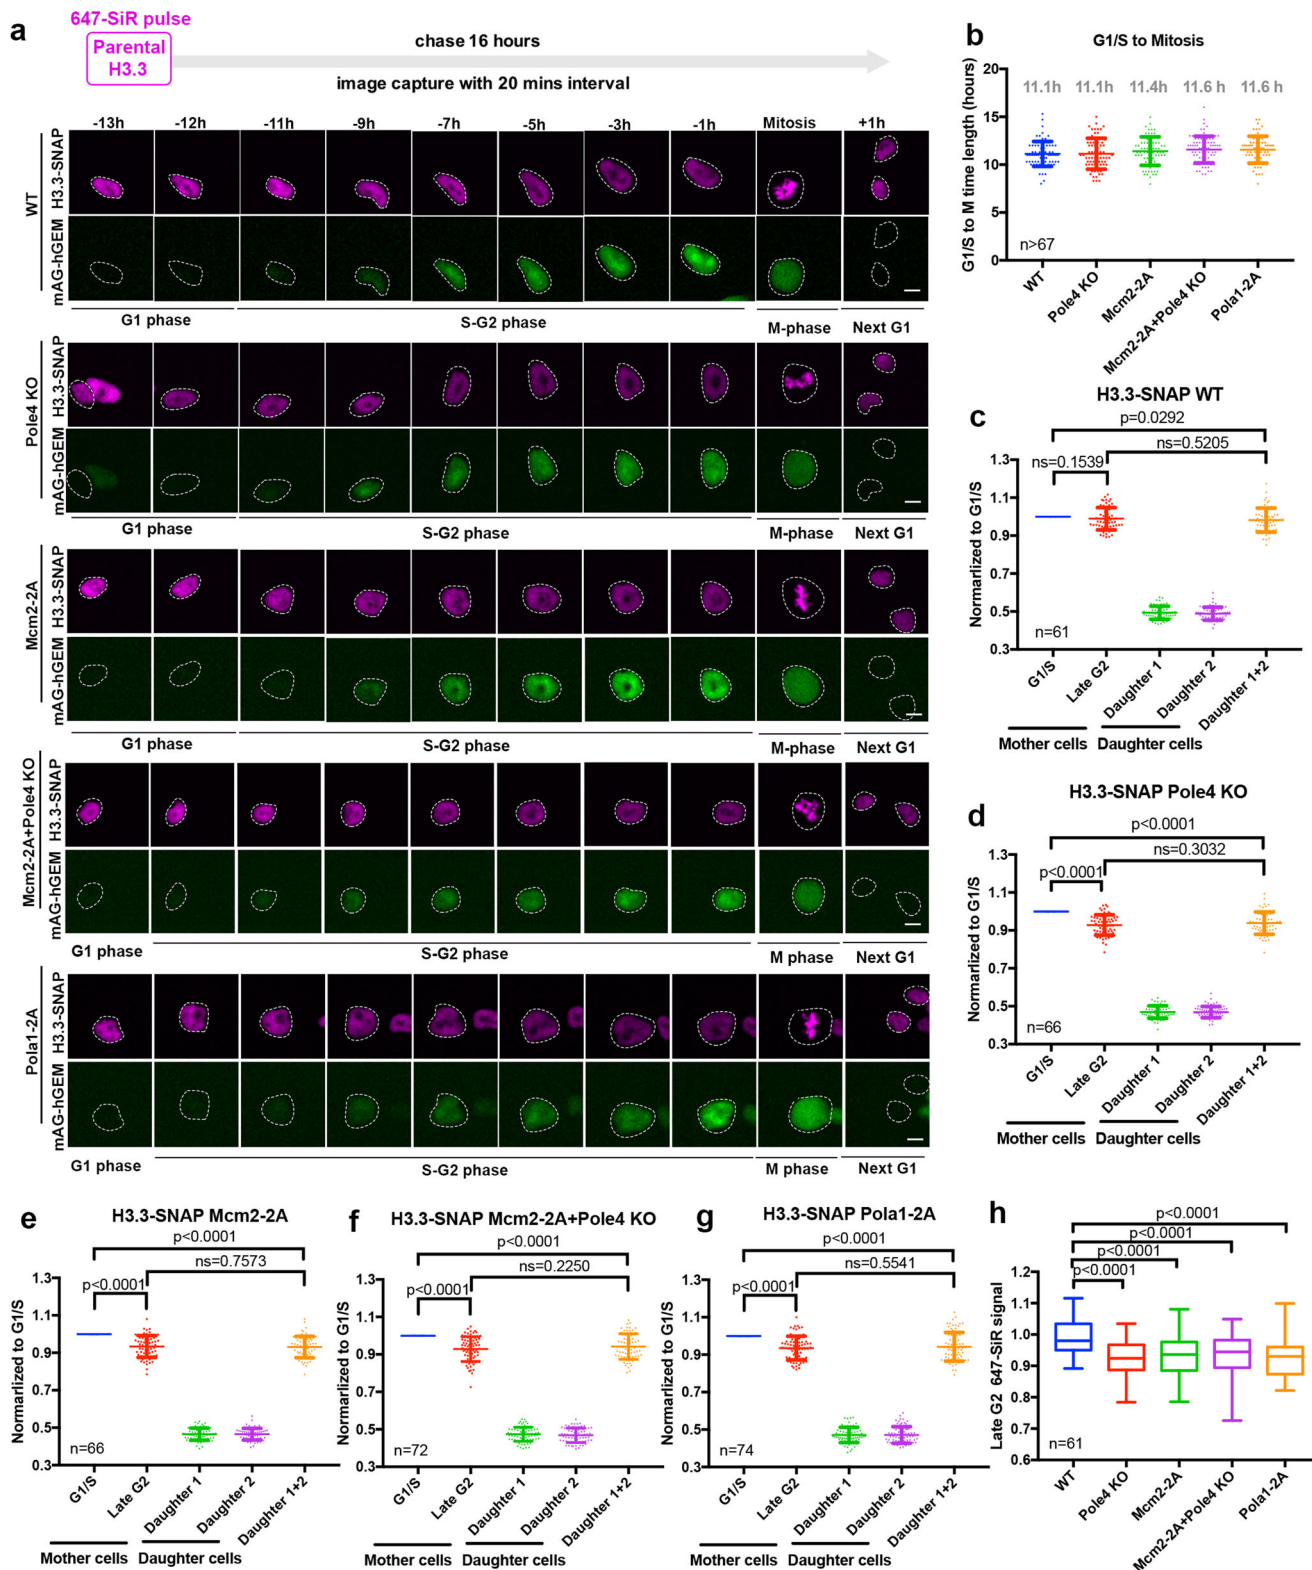 a
647-SiR pulse
Parental
H3.3
chase 16 hours
image capture with 20 mins interval
-13h -12h -11h -9h -7h -5h -3h -1h Mitosis +1h
WT
H3.3-SNAP
mAG-hGEM
G1 phase S-G2 phase M-phase Next G1
Pole4 KO
H3.3-SNAP
mAG-hGEM
G1 phase S-G2 phase M-phase Next G1
Mcm2-2A
H3.3-SNAP
mAG-hGEM
G1 phase S-G2 phase M-phase Next G1
Mcm2-2A+Pole4 KO
H3.3-SNAP
mAG-hGEM
G1 phase S-G2 phase M phase Next G1
Pola1-2A
H3.3-SNAP
mAG-hGEM
G1 phase S-G2 phase M phase Next G1
b
G1/S to Mitosis
G1/S to M time length (hours)
20
15
10
5
0
11.1h 11.1h 11.4h 11.6 h 11.6 h
n>67
WT
Pole4 KO
Mcm2-2A
Mcm2-2A+Pole4 KO
Pola1-2A
c
H3.3-SNAP WT
p=0.0292
ns=0.5205
ns=0.1539
Normarlized to G1/S
1.3
1.1
0.9
0.7
0.5
0.3
n=61
G1/S
Late G2
Daughter 1
Daughter 2
Daughter 1+2
Mother cells Daughter cells
d
H3.3-SNAP Pole4 KO
p<0.0001
ns=0.3032
p<0.0001
Normarlized to G1/S
1.3
1.1
0.9
0.7
0.5
0.3
n=66
G1/S
Late G2
Daughter 1
Daughter 2
Daughter 1+2
Mother cells Daughter cells
e
H3.3-SNAP Mcm2-2A
p<0.0001
ns=0.7573
p<0.0001
Normarlized to G1/S
1.3
1.1
0.9
0.7
0.5
0.3
n=66
G1/S
Late G2
Daughter 1
Daughter 2
Daughter 1+2
Mother cells Daughter cells
f
H3.3-SNAP Mcm2-2A+Pole4 KO
p<0.0001
ns=0.2250
p<0.0001
Normarlized to G1/S
1.3
1.1
0.9
0.7
0.5
0.3
n=72
G1/S
Late G2
Daughter 1
Daughter 2
Daughter 1+2
Mother cells Daughter cells
g
H3.3-SNAP Pola1-2A
p<0.0001
ns=0.5541
p<0.0001
Normarlized to G1/S
1.3
1.1
0.9
0.7
0.5
0.3
n=74
G1/S
Late G2
Daughter 1
Daughter 2
Daughter 1+2
Mother cells Daughter cells
h
p<0.0001
p<0.0001
p<0.0001
p<0.0001
Late G2 647-SiR signal
1.2
1.1
1.0
0.9
0.8
0.7
0.6
n=61
WT
Pole4 KO
Mcm2-2A
Mcm2-2A+Pole4 KO
Pola1-2A